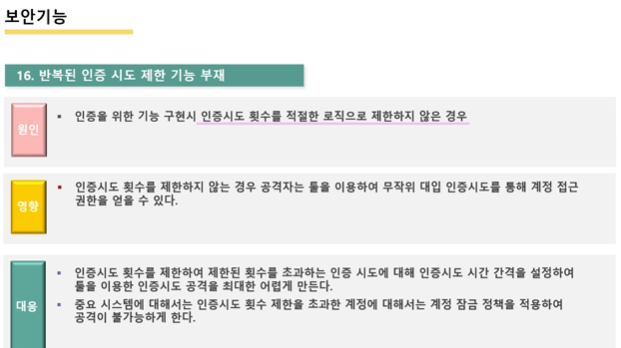 보안기능
16. 반복된 인증 시도 제한 기능 부재
원인
▪ 인증을 위한 기능 구현시 인증시도 횟수를 적절한 로직으로 제한하지 않은 경우
영향
▪ 인증시도 횟수를 제한하지 않는 경우 공격자는 툴을 이용하여 무작위 대입 인증시도를 통해 계정 접근
권한을 얻을 수 있다.
대응
▪ 인증시도 횟수를 제한하여 제한된 횟수를 초과하는 인증 시도에 대해 인증시도 시간 간격을 설정하여
툴을 이용한 인증시도 공격을 최대한 어렵게 만든다.
▪ 중요 시스템에 대해서는 인증시도 횟수 제한을 초과한 계정에 대해서는 계정 잠금 정책을 적용하여
공격이 불가능하게 한다.